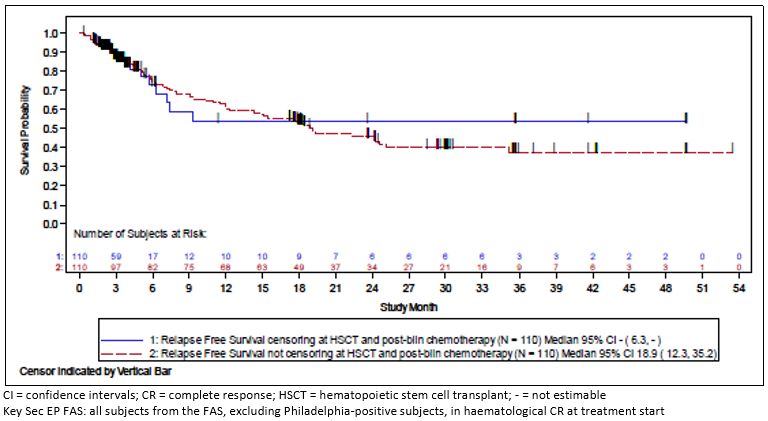 Survival Probability
1.0
0.9
0.8
0.7
0.6
0.5
0.4
0.3
0.2
0.1
0.0
Number of Subjects at Risk:
1: 110 59 17 12 10 10 9 7 6 6 6 6 3 3 2 2 2 0 0
2: 110 97 82 75 68 63 49 37 34 27 21 16 9 7 6 3 3 1 0
0 3 6 9 12 15 18 21 24 27 30 33 36 39 42 45 48 51 54
Study Month
1: Relapse Free Survival censoring at HSCT and post-blin chemotherapy (N = 110) Median 95% CI - ( 6.3, - )
2: Relapse Free Survival not censoring at HSCT and post-blin chemotherapy (N = 110) Median 95% CI 18.9 ( 12.3, 35.2)
Censor Indicated by Vertical Bar
CI = confidence intervals; CR = complete response; HSCT = hematopoietic stem cell transplant; - = not estimable
Key Sec EP FAS: all subjects from the FAS, excluding Philadelphia-positive subjects, in haematological CR at treatment start